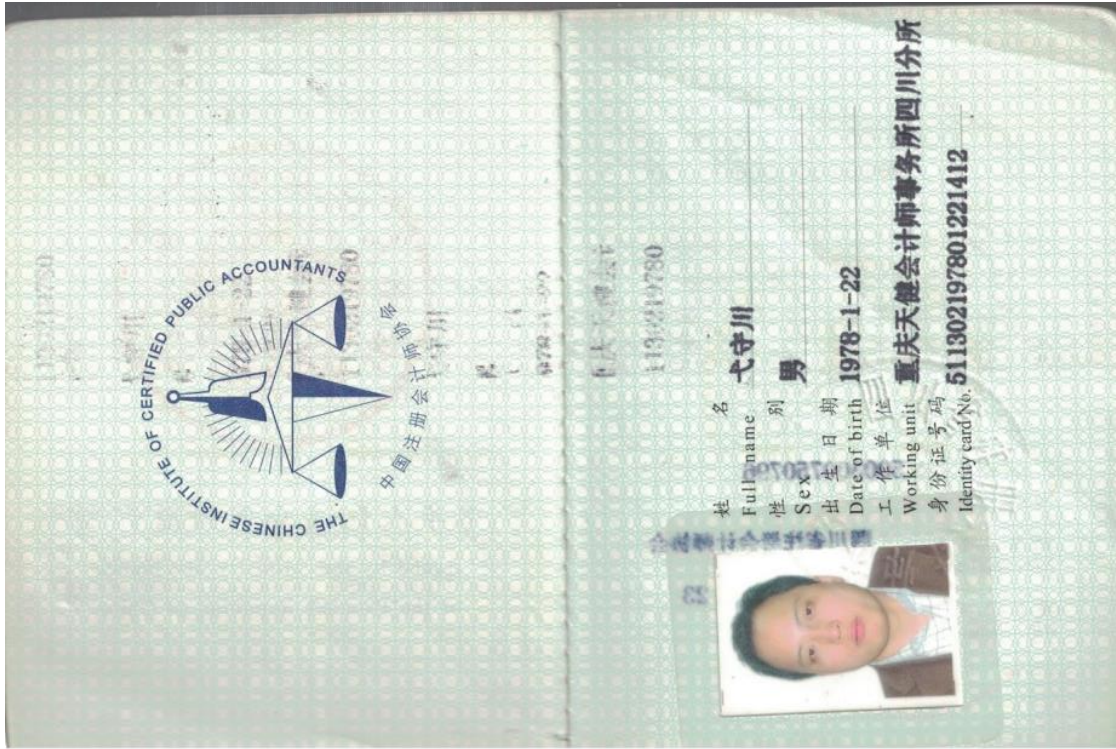 THE CHINESE INSTITUTE OF CERTIFIED PUBLIC ACCOUNTANTS
中国注册会计师协会
姓 名 弋守川
Full name
性 别 男
Sex
出 生 日 期 1978-1-22
Date of birth
工 作 单 位 重庆天健会计师事务所四川分所
Working unit
身 份 证 号 码 511302197801221412
Identity card No.